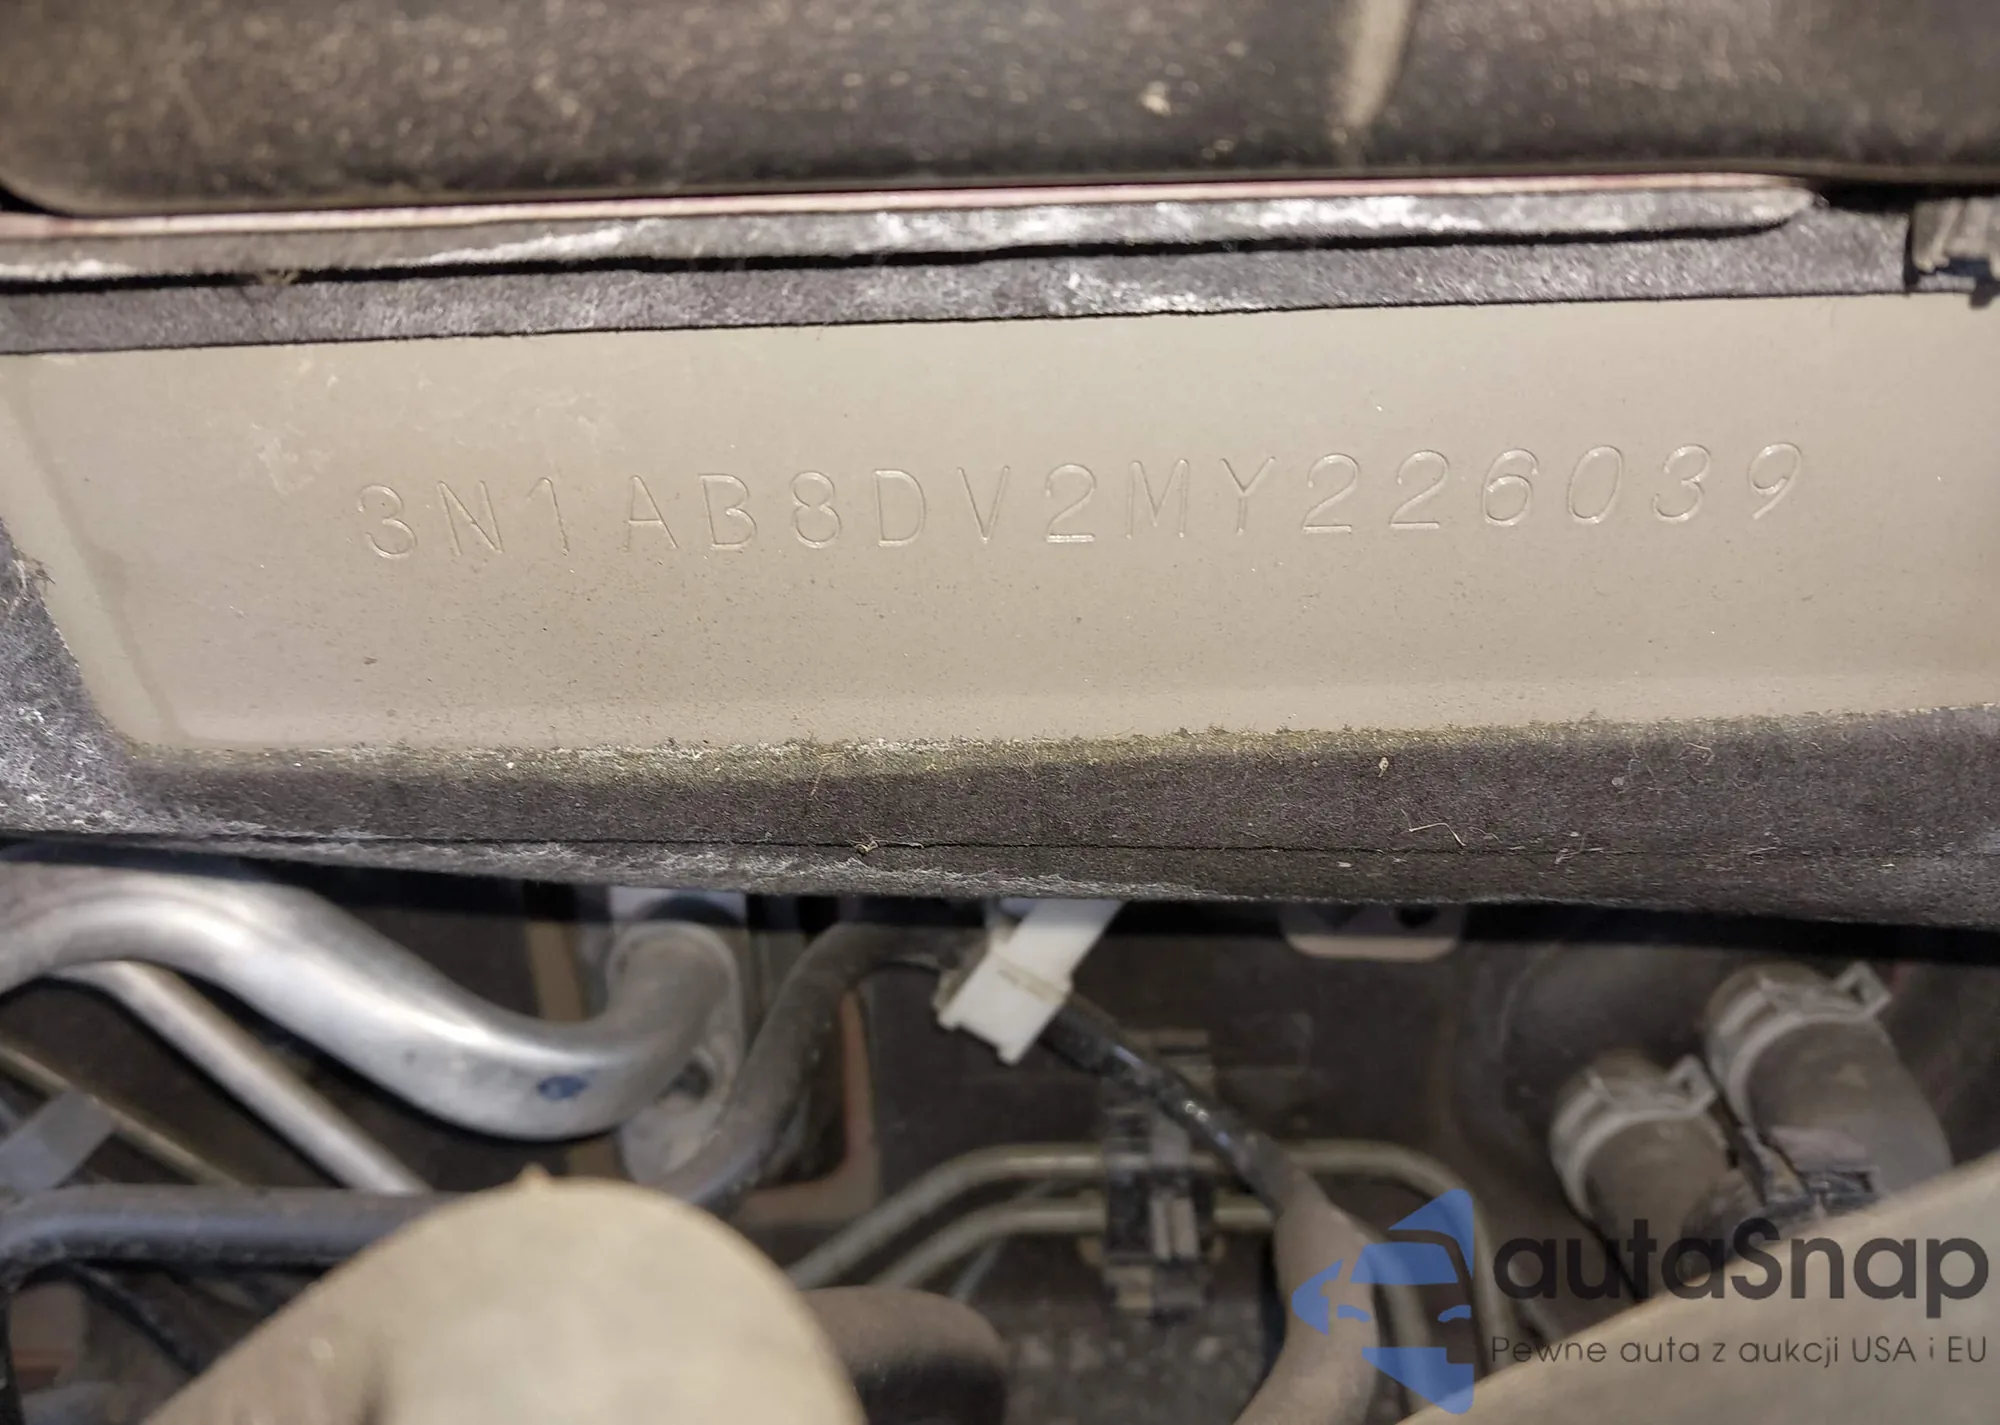 3N1AB8DV2MY226039
autaSnap
Pewne auta z aukcji USA i EU